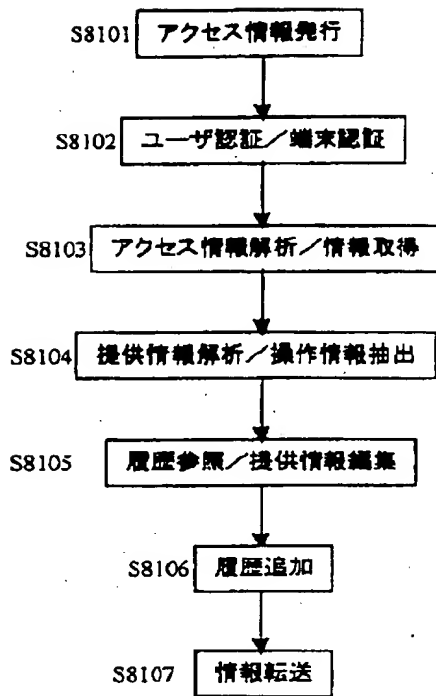 S8101 アクセス情報発行
S8102 ユーザ認証／端末認証
S8103 アクセス情報解析／情報取得
S8104 提供情報解析／操作情報抽出
S8105 履歴参照／提供情報編集
S8106 履歴追加
S8107 情報転送